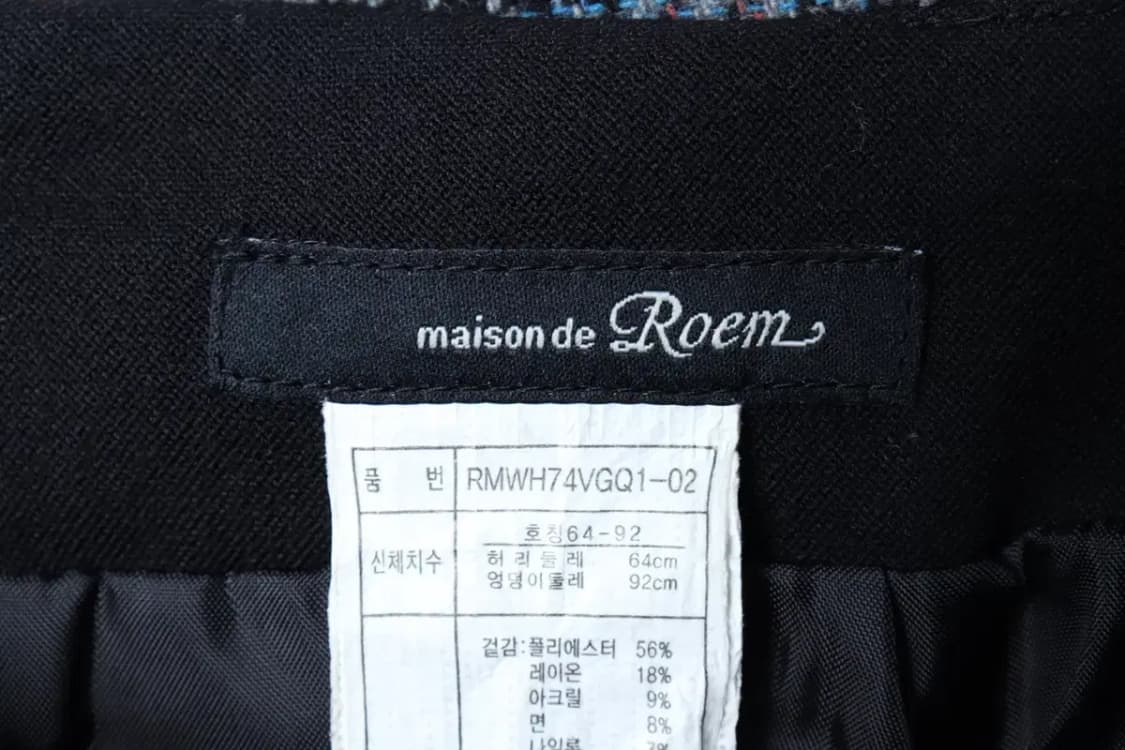 maison de Roem
품 번 RMWH74VGQ1-02
호칭64-92
신체치수 허리둘레 64cm
엉덩이둘레 92cm
겉감:폴리에스터 56%
레이온 18%
아크릴 9%
면 8%